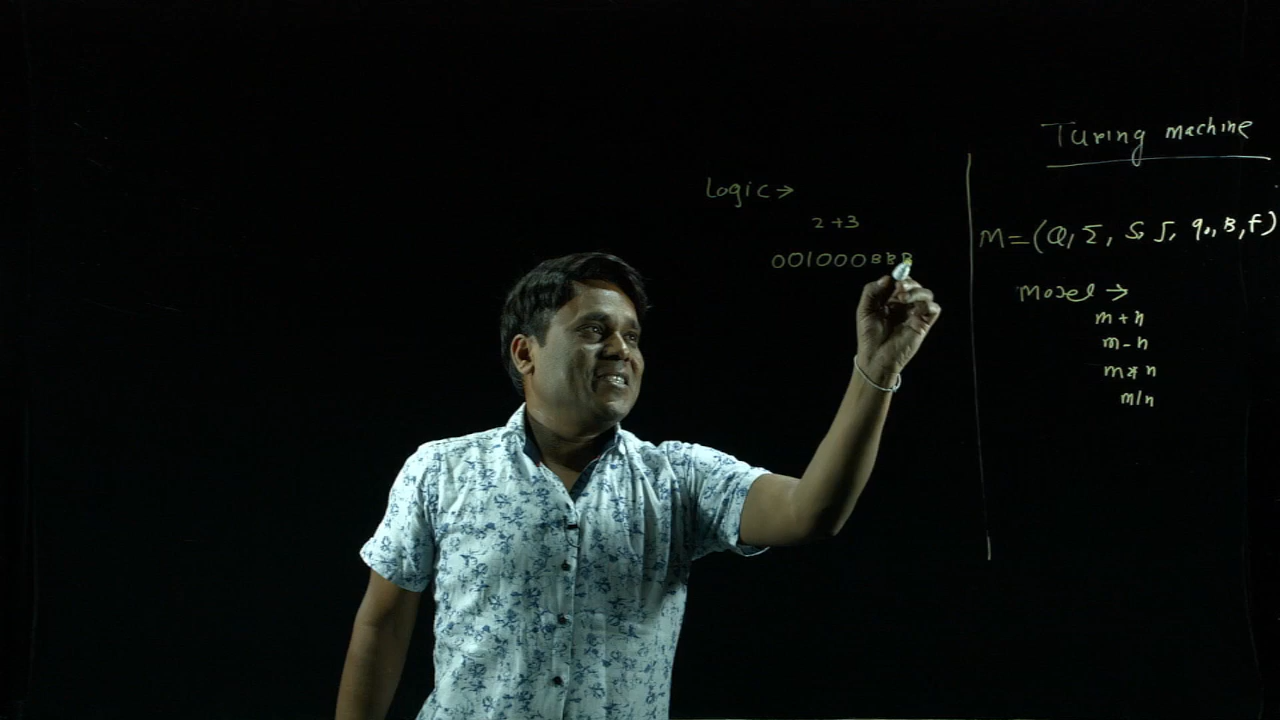 Turing machine
Logic →
2 + 3
001000BBB
M = (Q, Σ, S, δ, q₀, B, F)
Model →
m + n
m - n
m * n
m / n